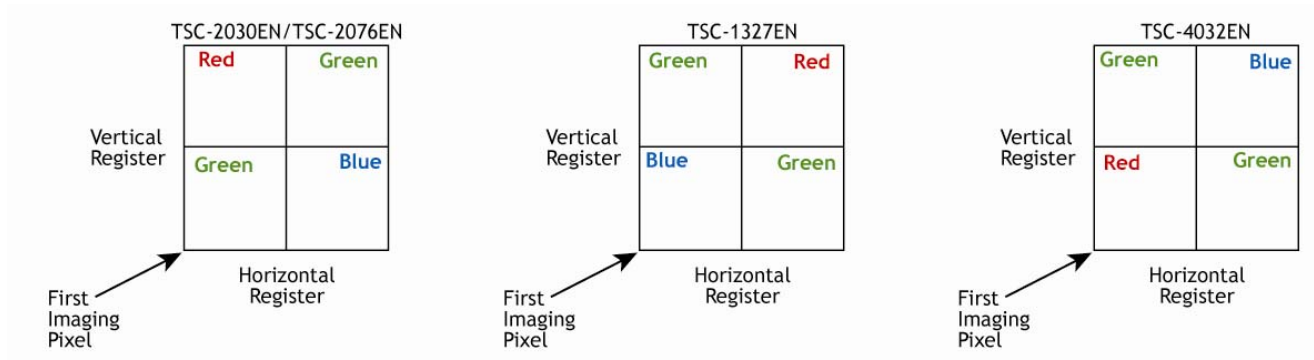 TSC-2030EN/TSC-2076EN
Red Green
Vertical
Register
Green Blue
Horizontal
Register
First
Imaging
Pixel
TSC-1327EN
Green Red
Vertical
Register
Blue Green
Horizontal
Register
First
Imaging
Pixel
TSC-4032EN
Green Blue
Vertical
Register
Red Green
Horizontal
Register
First
Imaging
Pixel